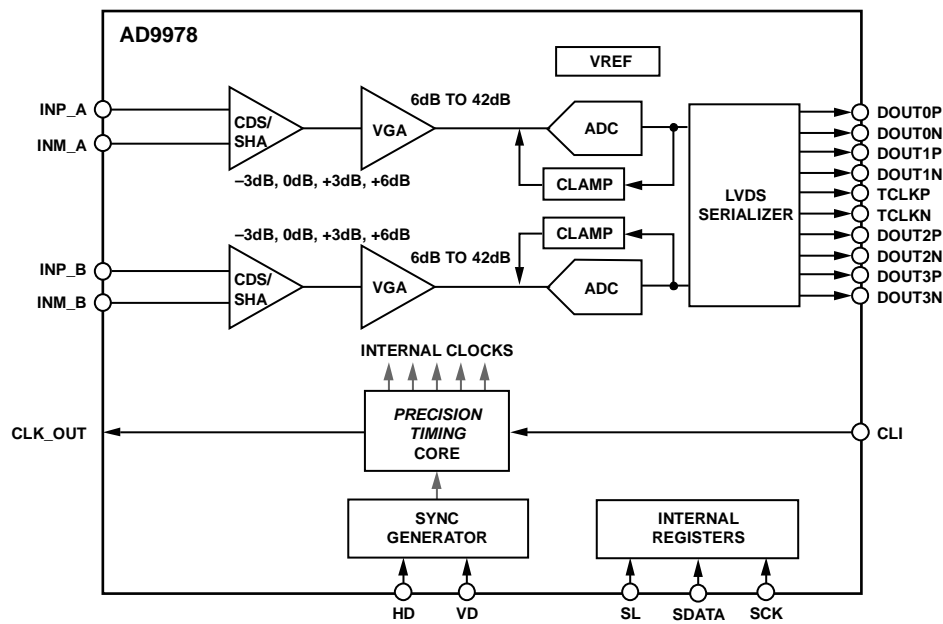 AD9978
VREF
INP_A
INM_A
CDS/
SHA
VGA
6dB TO 42dB
ADC
CLAMP
–3dB, 0dB, +3dB, +6dB
–3dB, 0dB, +3dB, +6dB
INP_B
INM_B
CDS/
SHA
VGA
6dB TO 42dB
CLAMP
ADC
LVDS
SERIALIZER
DOUT0P
DOUT0N
DOUT1P
DOUT1N
TCLKP
TCLKN
DOUT2P
DOUT2N
DOUT3P
DOUT3N
INTERNAL CLOCKS
CLK_OUT
PRECISION
TIMING
CORE
CLI
SYNC
GENERATOR
INTERNAL
REGISTERS
HD
VD
SL
SDATA
SCK